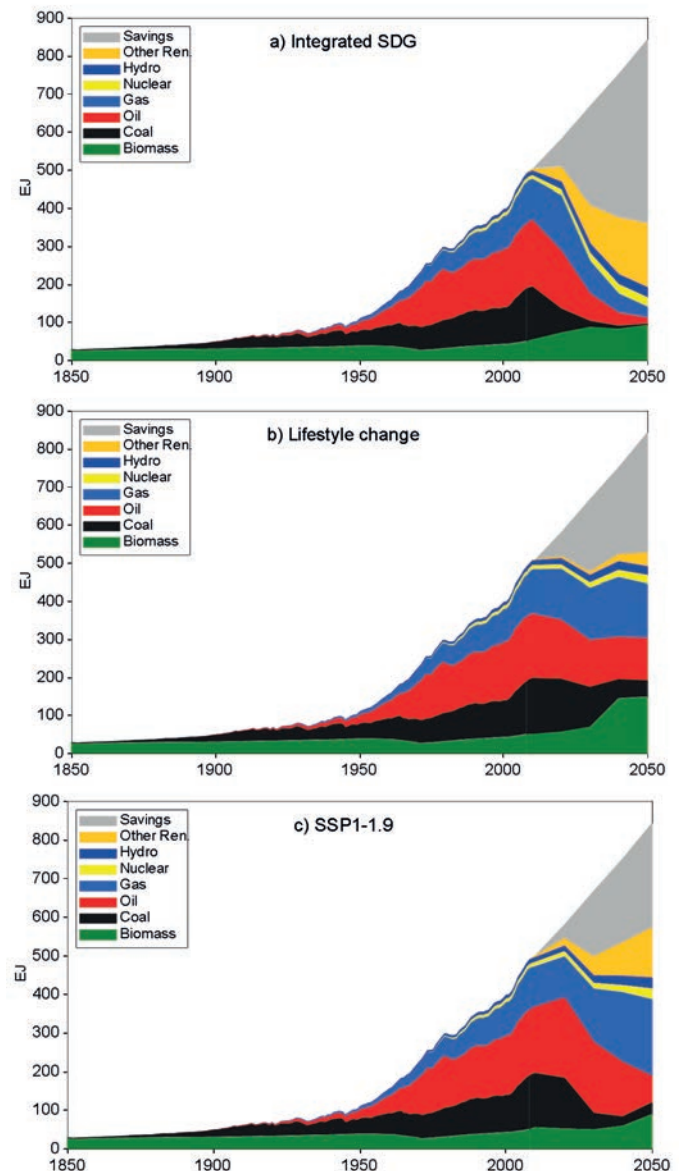 a) Integrated SDG
900
800
700
600
500
400
300
200
100
0
EJ
Savings
Other Ren.
Hydro
Nuclear
Gas
Oil
Coal
Biomass
1850 1900 1950 2000 2050
b) Lifestyle change
900
800
700
600
500
400
300
200
100
0
EJ
Savings
Other Ren.
Hydro
Nuclear
Gas
Oil
Coal
Biomass
1850 1900 1950 2000 2050
c) SSP1-1.9
900
800
700
600
500
400
300
200
100
0
EJ
Savings
Other Ren.
Hydro
Nuclear
Gas
Oil
Coal
Biomass
1850 1900 1950 2000 2050